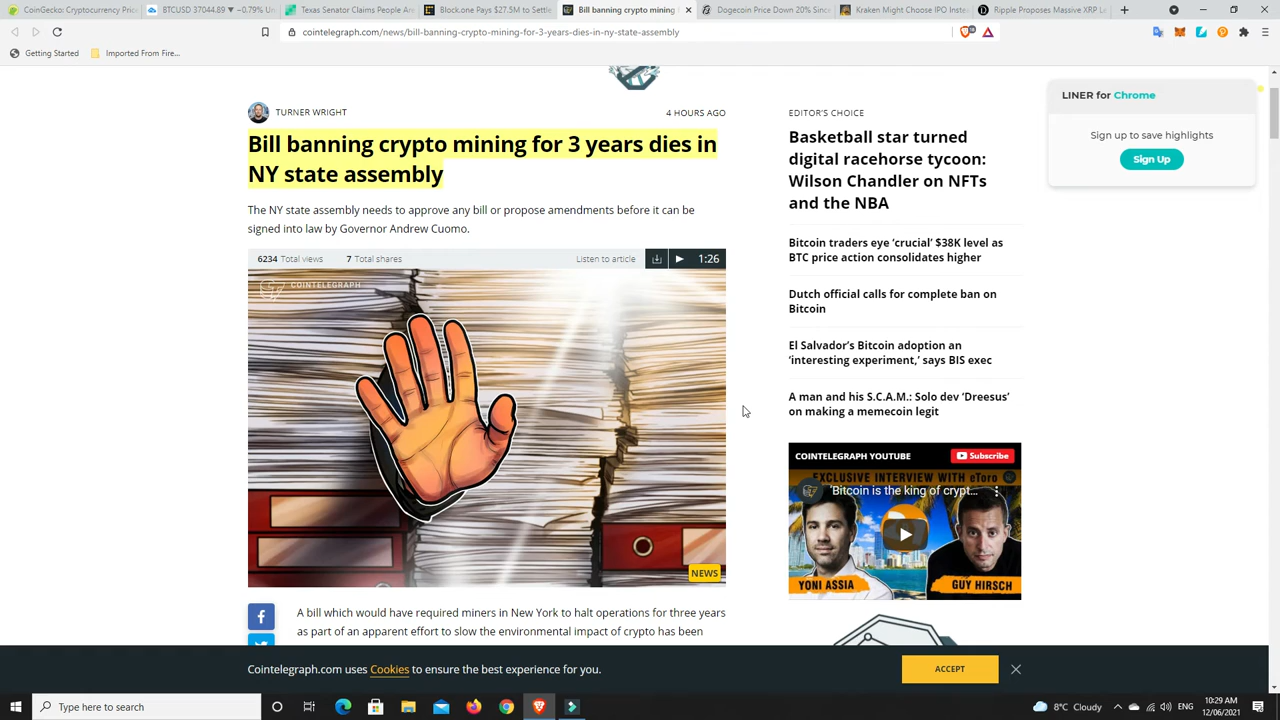 CoinGecko: Cryptocurrency Pric
BTCUSD 37044.89 ▼ −0.79% Un
Texas Senator Claims People Are
Block.one Pays $27.5M to Settle
Bill banning crypto mining
Dogecoin Price Down 20% Since
Kraken Might Choose IPO Instea
Ripple Proposes Massive XRP Le
cointelegraph.com/news/bill-banning-crypto-mining-for-3-years-dies-in-ny-state-assembly
Getting Started
Imported From Fire...
TURNER WRIGHT
4 HOURS AGO
Bill banning crypto mining for 3 years dies in
NY state assembly
The NY state assembly needs to approve any bill or propose amendments before it can be
signed into law by Governor Andrew Cuomo.
6234 Total views
7 Total shares
Listen to article
1:26
COINTELEGRAPH
NEWS
A bill which would have required miners in New York to halt operations for three years
as part of an apparent effort to slow the environmental impact of crypto has been
EDITOR'S CHOICE
Basketball star turned
digital racehorse tycoon:
Wilson Chandler on NFTs
and the NBA
Bitcoin traders eye ‘crucial’ $38K level as
BTC price action consolidates higher
Dutch official calls for complete ban on
Bitcoin
El Salvador’s Bitcoin adoption an
‘interesting experiment,’ says BIS exec
A man and his S.C.A.M.: Solo dev ‘Dreesus’
on making a memecoin legit
COINTELEGRAPH YOUTUBE
Subscribe
EXCLUSIVE INTERVIEW WITH eToro
'Bitcoin is the king of crypt...
YONI ASSIA
GUY HIRSCH
LINER for Chrome
Sign up to save highlights
Sign Up
Cointelegraph.com uses Cookies to ensure the best experience for you.
ACCEPT
Type here to search
8°C Cloudy
ENG
10:29 AM
12/06/2021